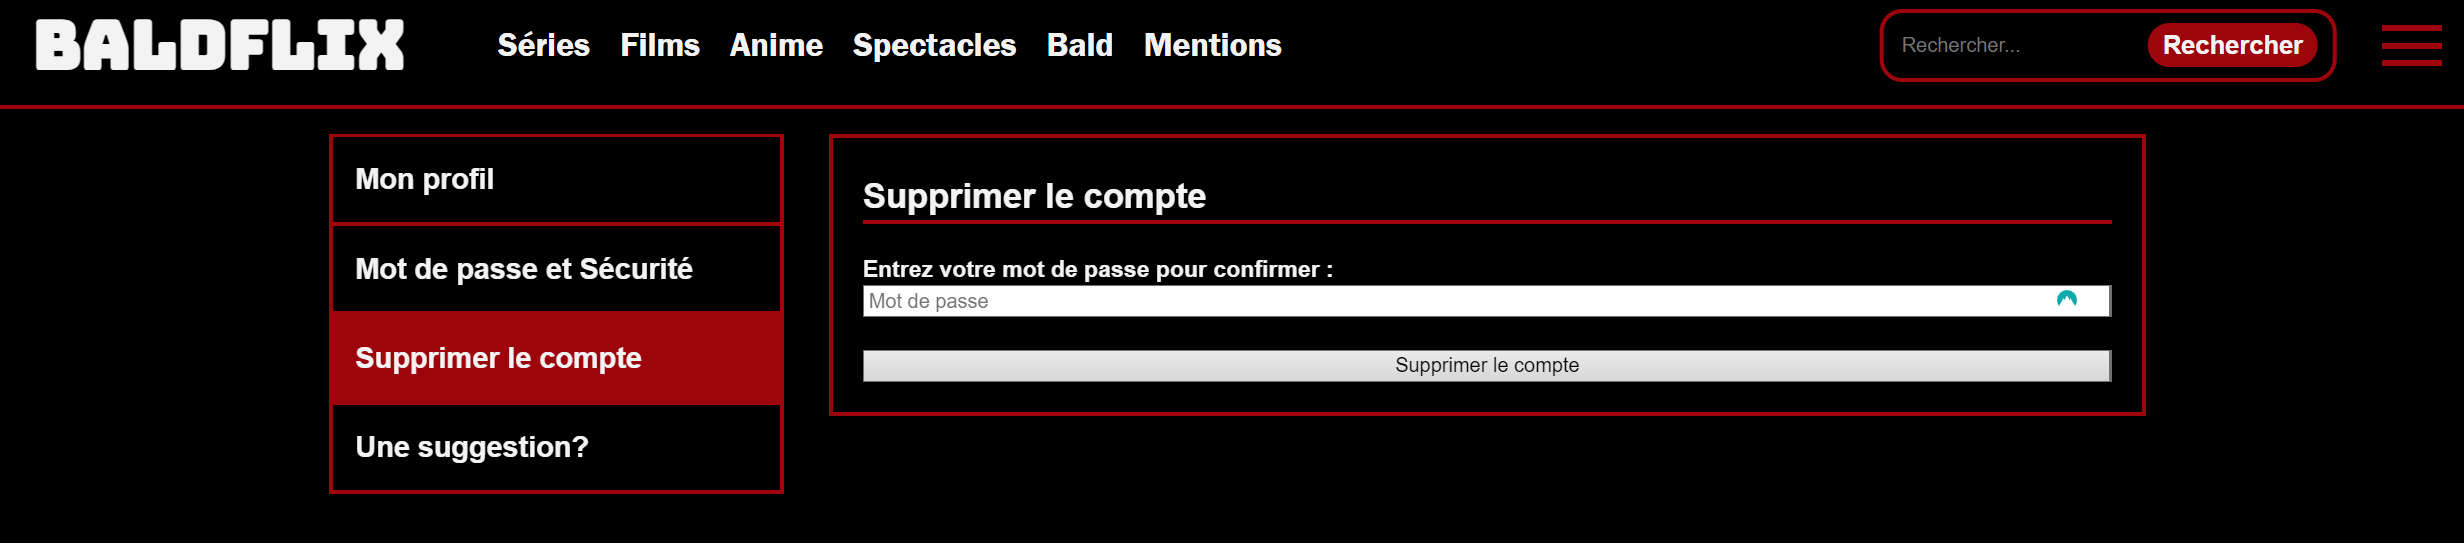 BALDFLIX
Séries Films Anime Spectacles Bald Mentions
Rechercher... Rechercher
Mon profil
Mot de passe et Sécurité
Supprimer le compte
Une suggestion?
Supprimer le compte
Entrez votre mot de passe pour confirmer :
Mot de passe
Supprimer le compte